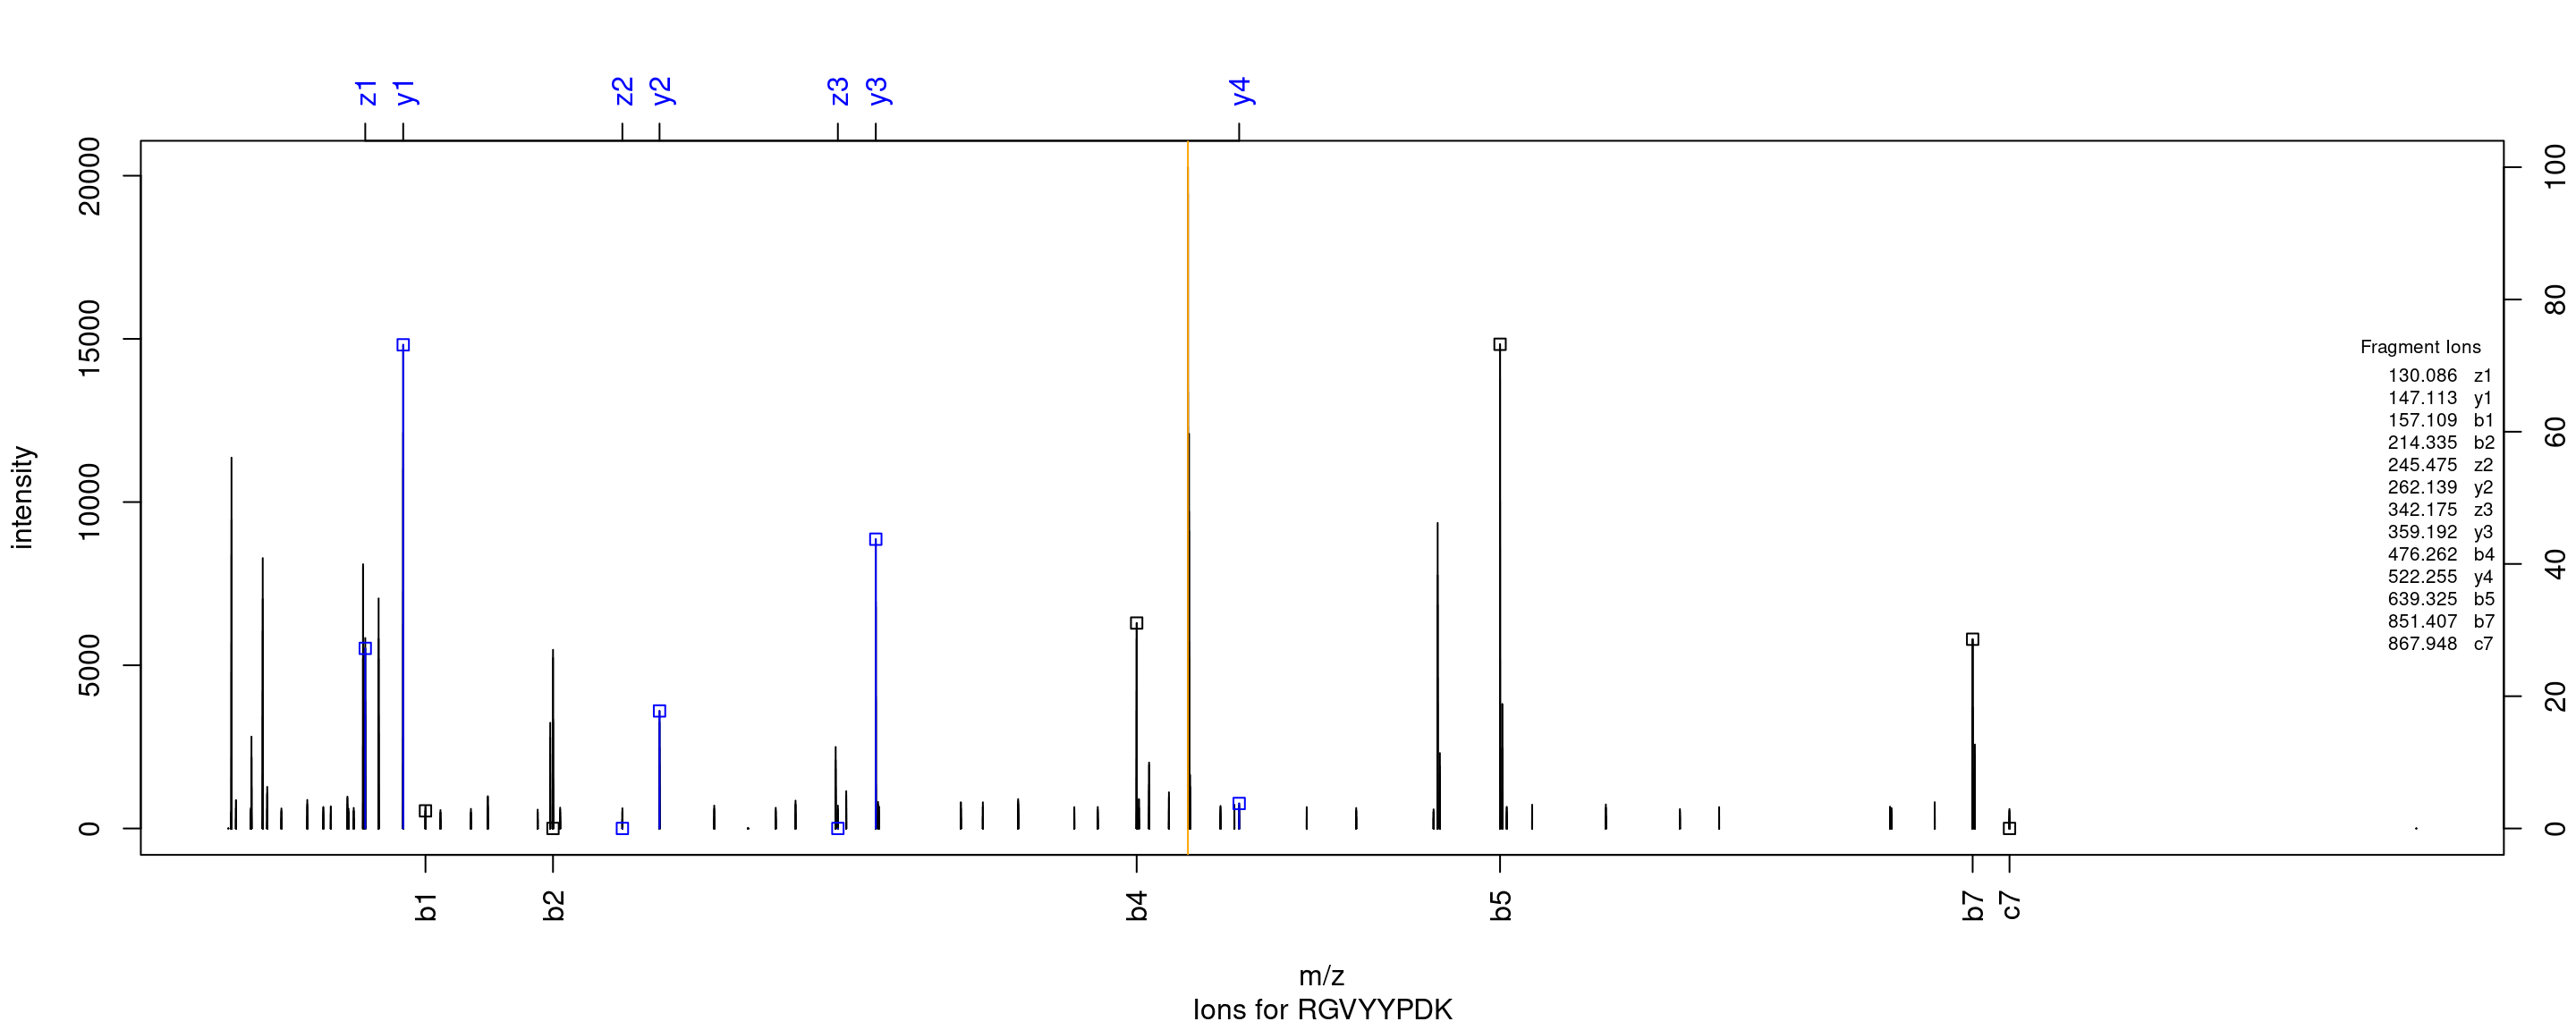 z1 y1 z2 y2 z3 y3 y4
20000
15000
10000
5000
0
intensity
100
80
60
40
20
0
Fragment Ions
130.086 z1
147.113 y1
157.109 b1
214.335 b2
245.475 z2
262.139 y2
342.175 z3
359.192 y3
476.262 b4
522.255 y4
639.325 b5
851.407 b7
867.948 c7
b1 b2 b4 b5 b7 c7
m/z
Ions for RGVYYPDK